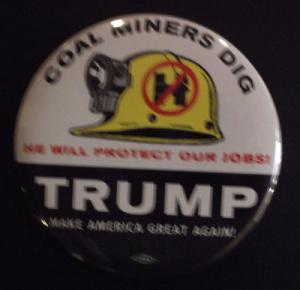 COAL MINERS DIG
H
HE WILL PROTECT OUR JOBS!
TRUMP
MAKE AMERICA GREAT AGAIN!